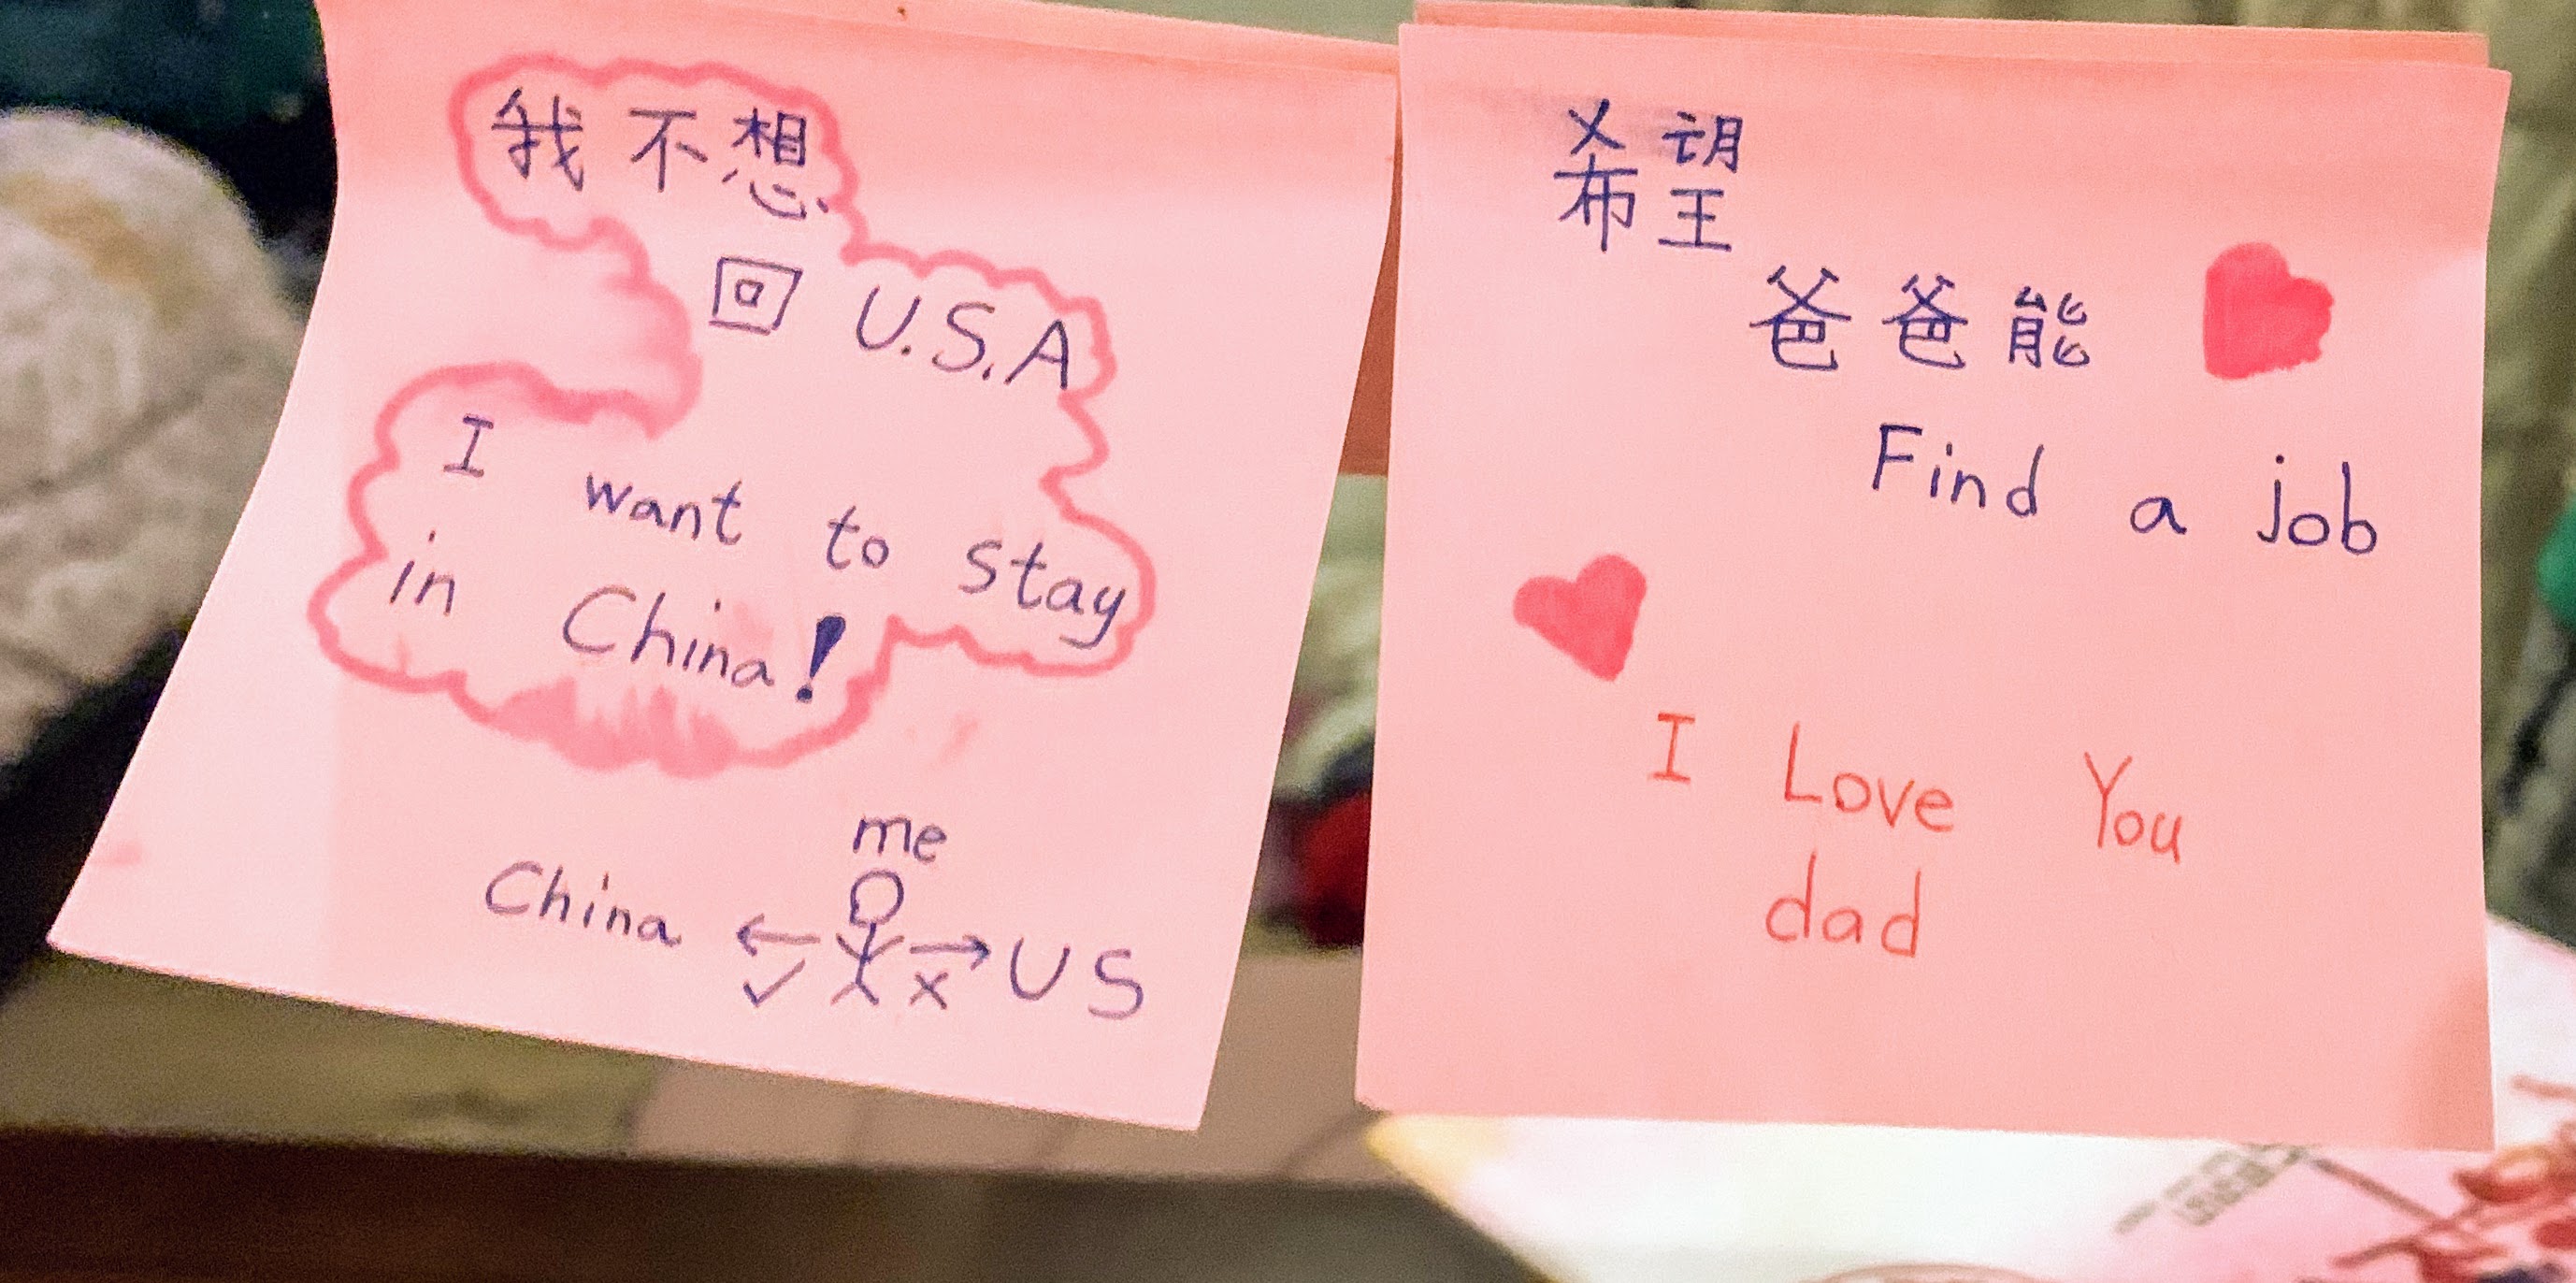 我不想
回 U.S.A
I want to stay
in China!
me
China ← → US
✓ x
希望
爸爸能
Find a job
I Love You
dad